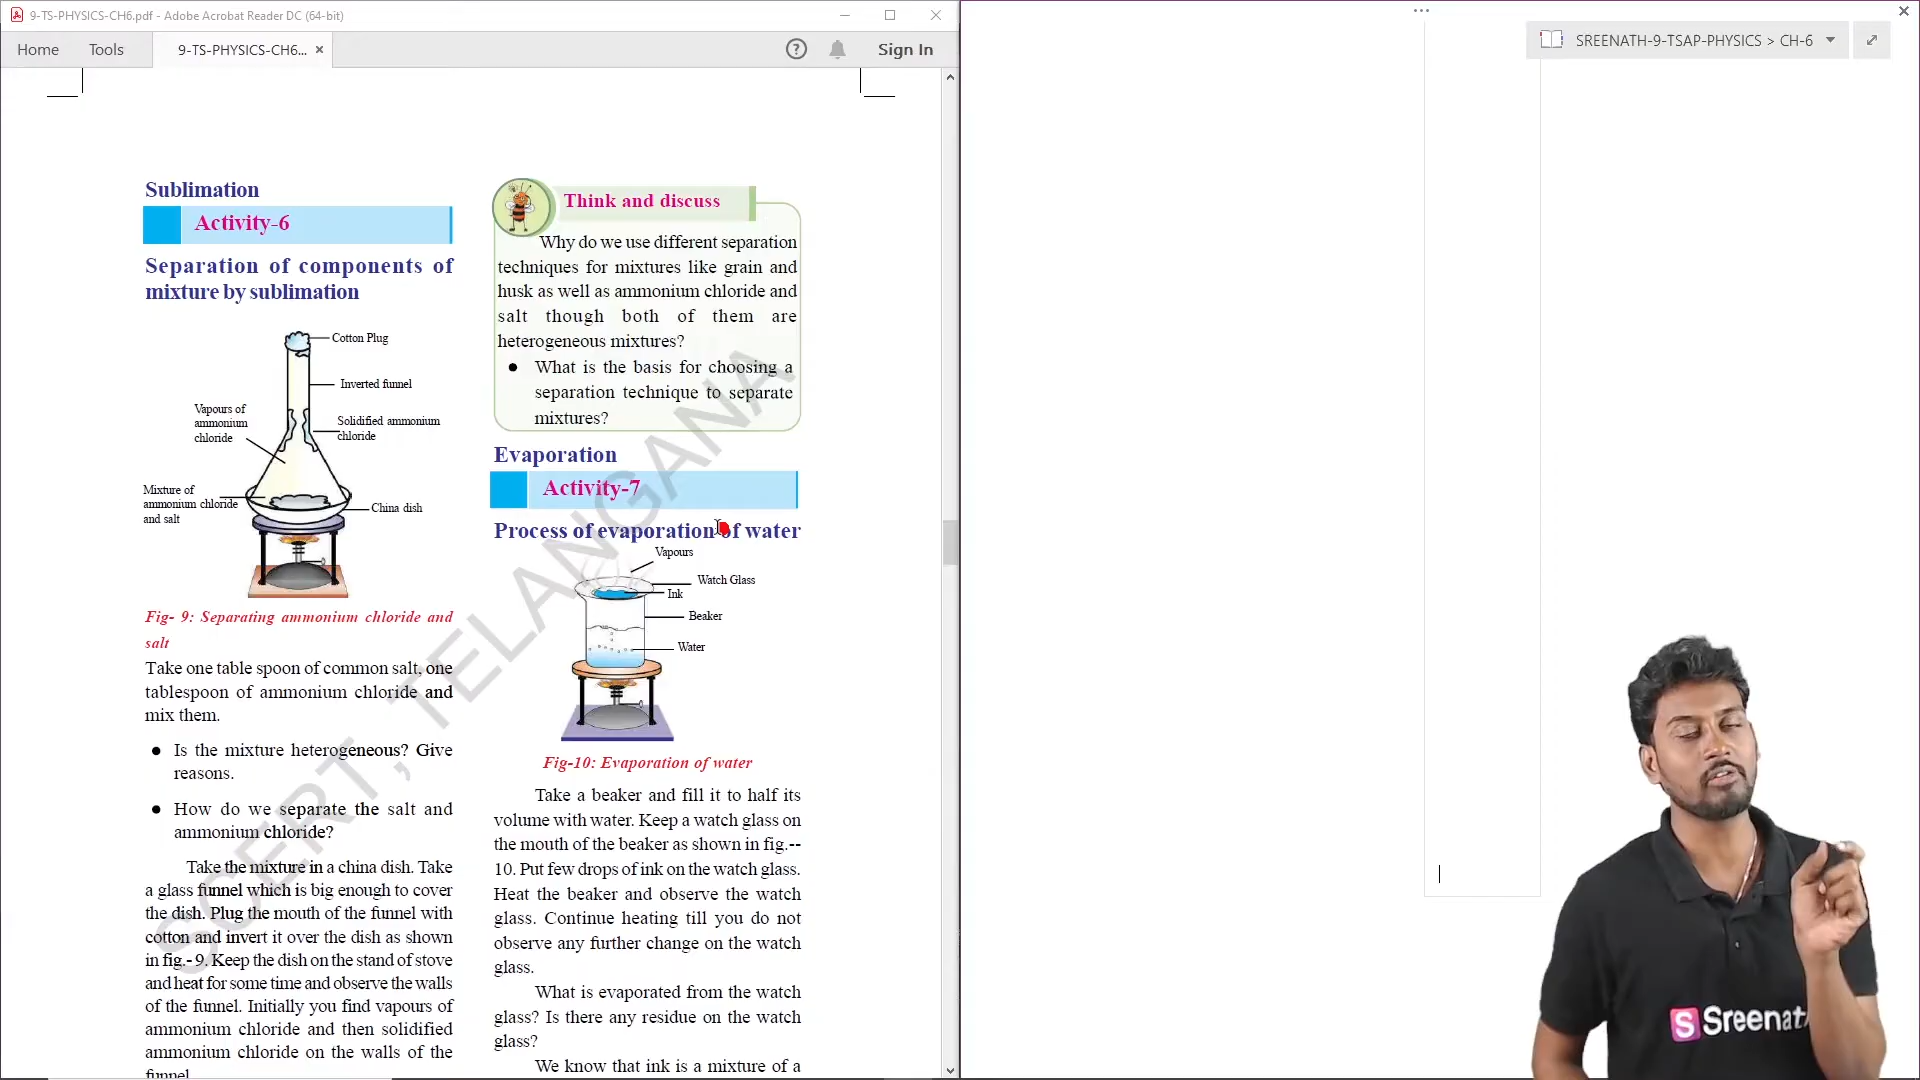 9-TS-PHYSICS-CH6.pdf - Adobe Acrobat Reader DC (64-bit)
Home
Tools
9-TS-PHYSICS-CH6...
Sign In
SREENATH-9-TSAP-PHYSICS > CH-6
Sublimation
Activity-6
Separation of components of
mixture by sublimation
Cotton Plug
Inverted funnel
Vapours of
ammonium
chloride
Solidified ammonium
chloride
Mixture of
ammonium chloride
and salt
China dish
Fig- 9: Separating ammonium chloride and
salt
Take one table spoon of common salt, one
tablespoon of ammonium chloride and
mix them.
● Is the mixture heterogeneous? Give
reasons.
● How do we separate the salt and
ammonium chloride?
Take the mixture in a china dish. Take
a glass funnel which is big enough to cover
the dish. Plug the mouth of the funnel with
cotton and invert it over the dish as shown
in fig.- 9. Keep the dish on the stand of stove
and heat for some time and observe the walls
of the funnel. Initially you find vapours of
ammonium chloride and then solidified
ammonium chloride on the walls of the
funnel.
Think and discuss
Why do we use different separation
techniques for mixtures like grain and
husk as well as ammonium chloride and
salt though both of them are
heterogeneous mixtures?
● What is the basis for choosing a
separation technique to separate
mixtures?
Evaporation
Activity-7
Process of evaporation of water
Vapours
Watch Glass
Ink
Beaker
Water
Fig-10: Evaporation of water
Take a beaker and fill it to half its
volume with water. Keep a watch glass on
the mouth of the beaker as shown in fig.--
10. Put few drops of ink on the watch glass.
Heat the beaker and observe the watch
glass. Continue heating till you do not
observe any further change on the watch
glass.
What is evaporated from the watch
glass? Is there any residue on the watch
glass?
We know that ink is a mixture of a
SCERT, TELANGANA
S Sreenat